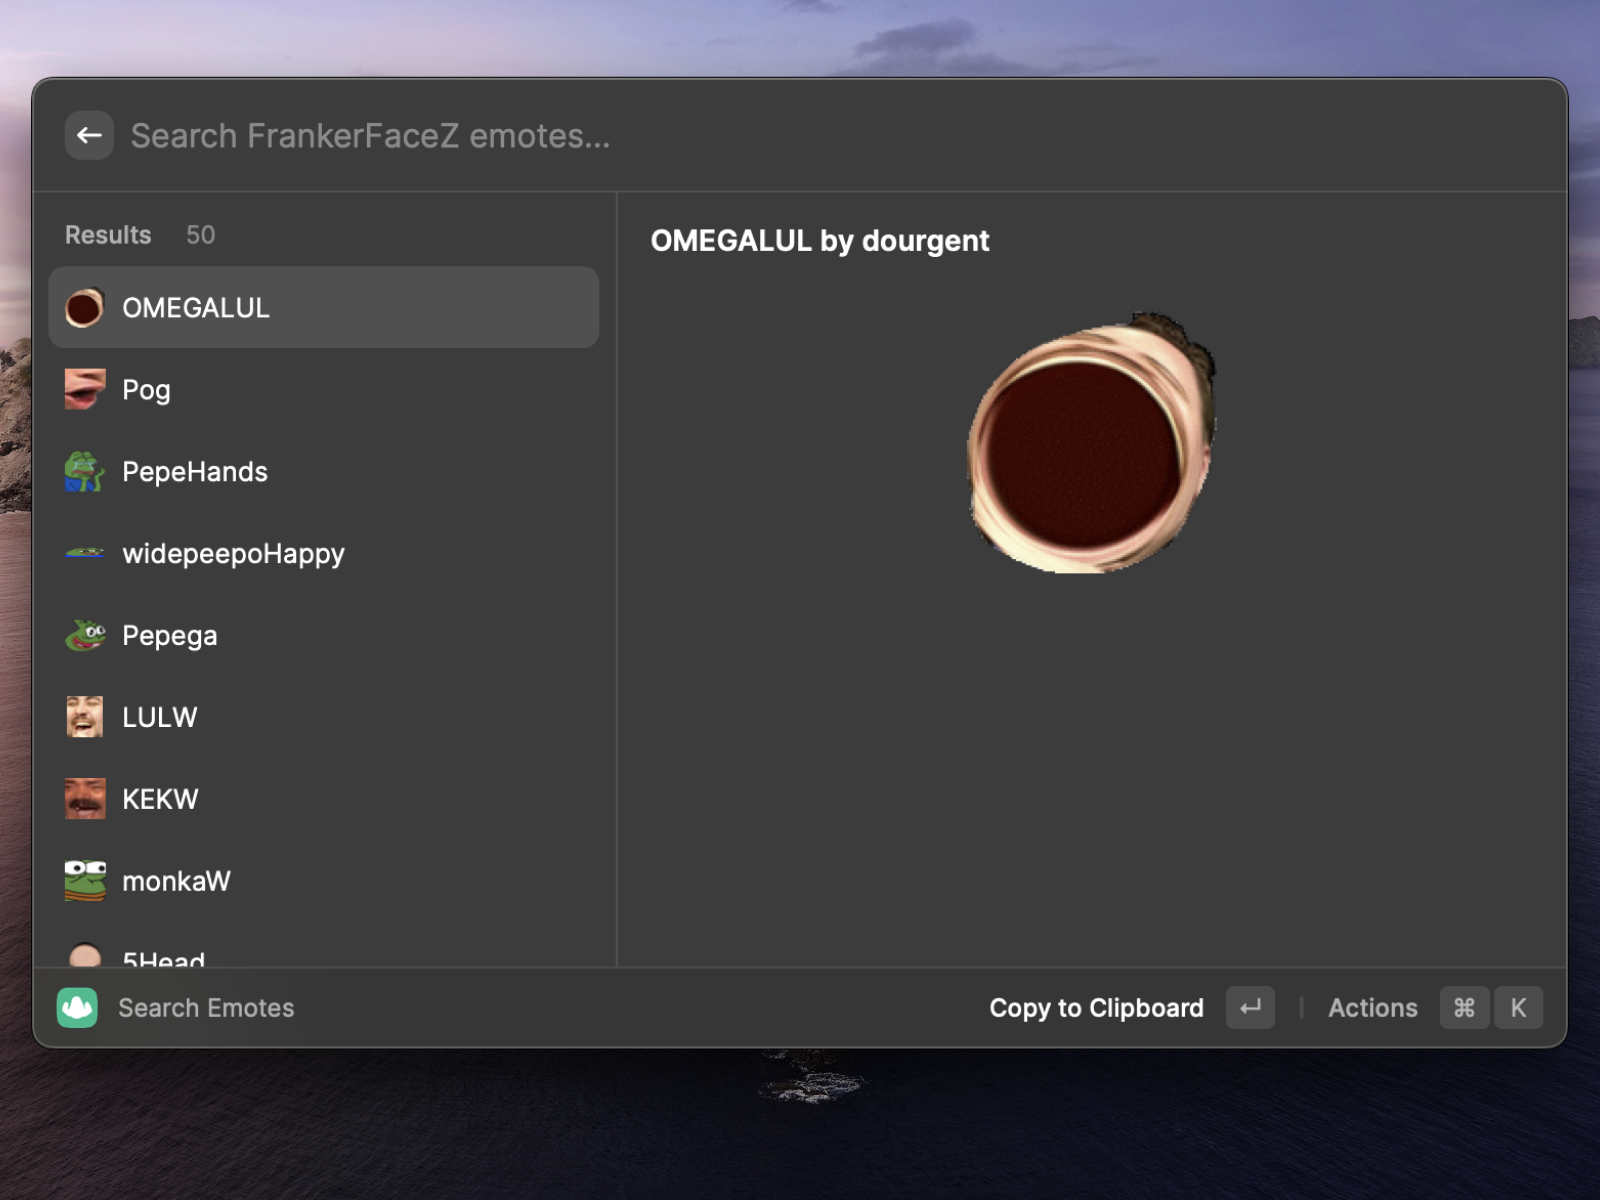 Search FrankerFaceZ emotes...
Results 50
OMEGALUL
Pog
PepeHands
widepeepoHappy
Pepega
LULW
KEKW
monkaW
5Head
OMEGALUL by dourgent
Search Emotes
Copy to Clipboard
Actions ⌘ K